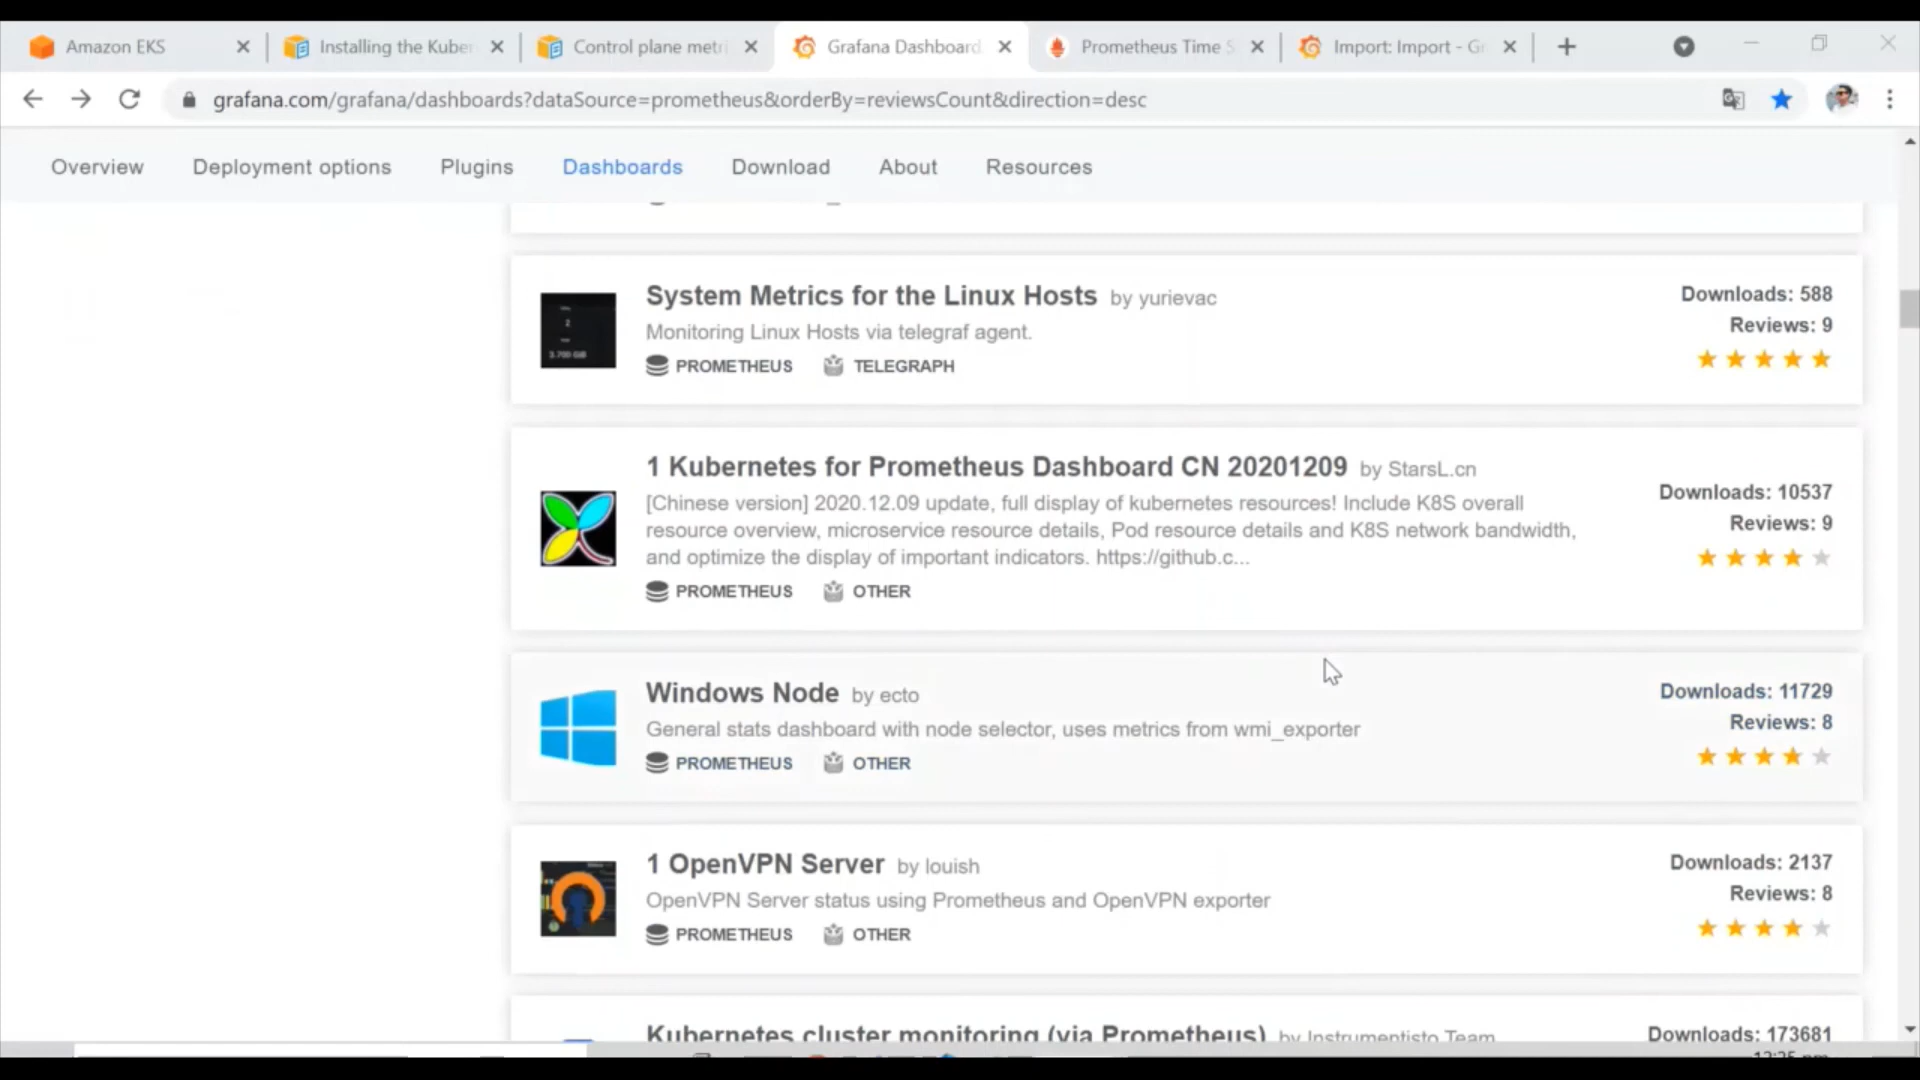 Amazon EKS
Installing the Kuber
Control plane metri
Grafana Dashboard
Prometheus Time S
Import: Import - Gr
grafana.com/grafana/dashboards?dataSource=prometheus&orderBy=reviewsCount&direction=desc
Overview
Deployment options
Plugins
Dashboards
Download
About
Resources
System Metrics for the Linux Hosts by yurievac
Monitoring Linux Hosts via telegraf agent.
PROMETHEUS TELEGRAPH
Downloads: 588
Reviews: 9
1 Kubernetes for Prometheus Dashboard CN 20201209 by StarsL.cn
[Chinese version] 2020.12.09 update, full display of kubernetes resources! Include K8S overall
resource overview, microservice resource details, Pod resource details and K8S network bandwidth,
and optimize the display of important indicators. https://github.c...
PROMETHEUS OTHER
Downloads: 10537
Reviews: 9
Windows Node by ecto
General stats dashboard with node selector, uses metrics from wmi_exporter
PROMETHEUS OTHER
Downloads: 11729
Reviews: 8
1 OpenVPN Server by louish
OpenVPN Server status using Prometheus and OpenVPN exporter
PROMETHEUS OTHER
Downloads: 2137
Reviews: 8
Kubernetes cluster monitoring (via Prometheus) by Instrumentisto Team
Downloads: 173681